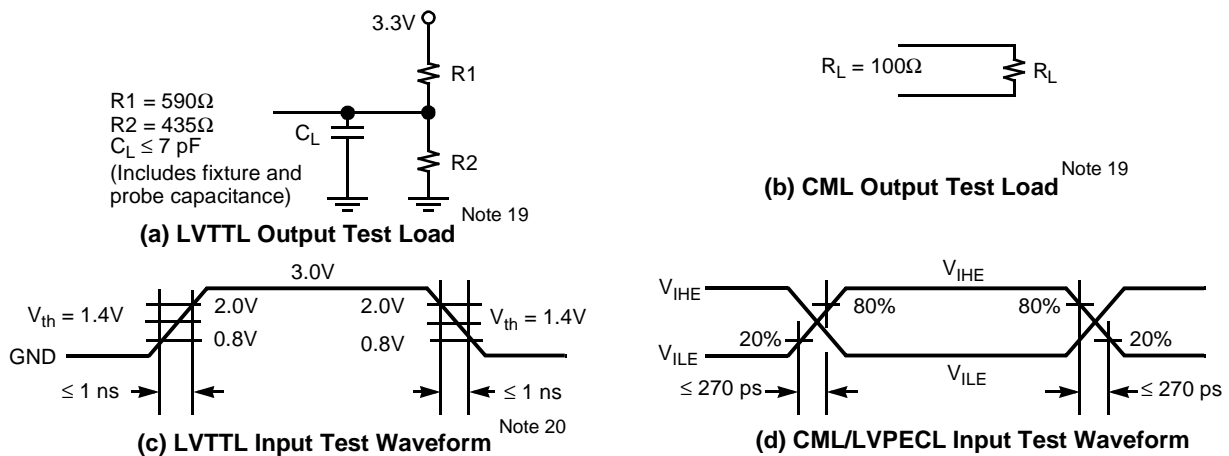 3.3V
R1
R1 = 590Ω
R2 = 435Ω
C_L ≤ 7 pF
(Includes fixture and
probe capacitance)
C_L
R2
Note 19
(a) LVTTL Output Test Load
R_L = 100Ω
R_L
Note 19
(b) CML Output Test Load
3.0V
V_th = 1.4V
2.0V
2.0V
V_th = 1.4V
0.8V
0.8V
GND
≤ 1 ns
≤ 1 ns
Note 20
(c) LVTTL Input Test Waveform
V_IHE
V_IHE
80%
80%
20%
20%
V_ILE
V_ILE
≤ 270 ps
≤ 270 ps
(d) CML/LVPECL Input Test Waveform